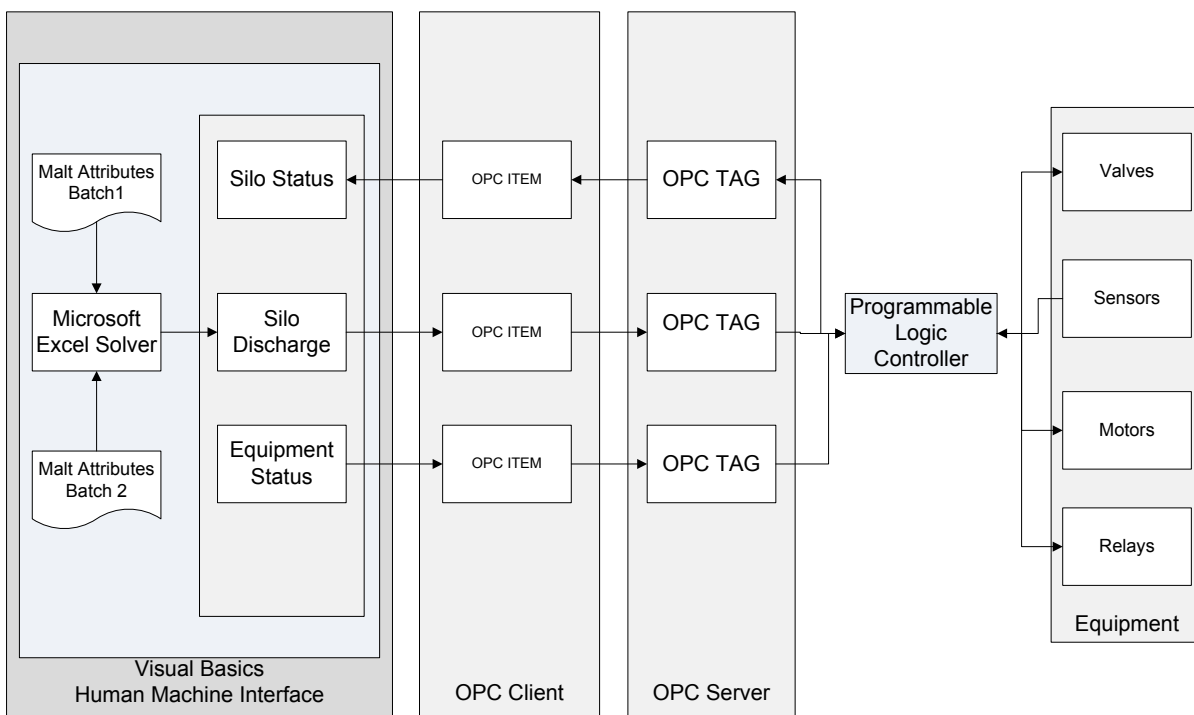 Malt Attributes
Batch1
Microsoft
Excel Solver
Malt Attributes
Batch 2
Silo Status
Silo
Discharge
Equipment
Status
Visual Basics
Human Machine Interface
OPC ITEM
OPC ITEM
OPC ITEM
OPC Client
OPC TAG
OPC TAG
OPC TAG
OPC Server
Programmable
Logic
Controller
Valves
Sensors
Motors
Relays
Equipment